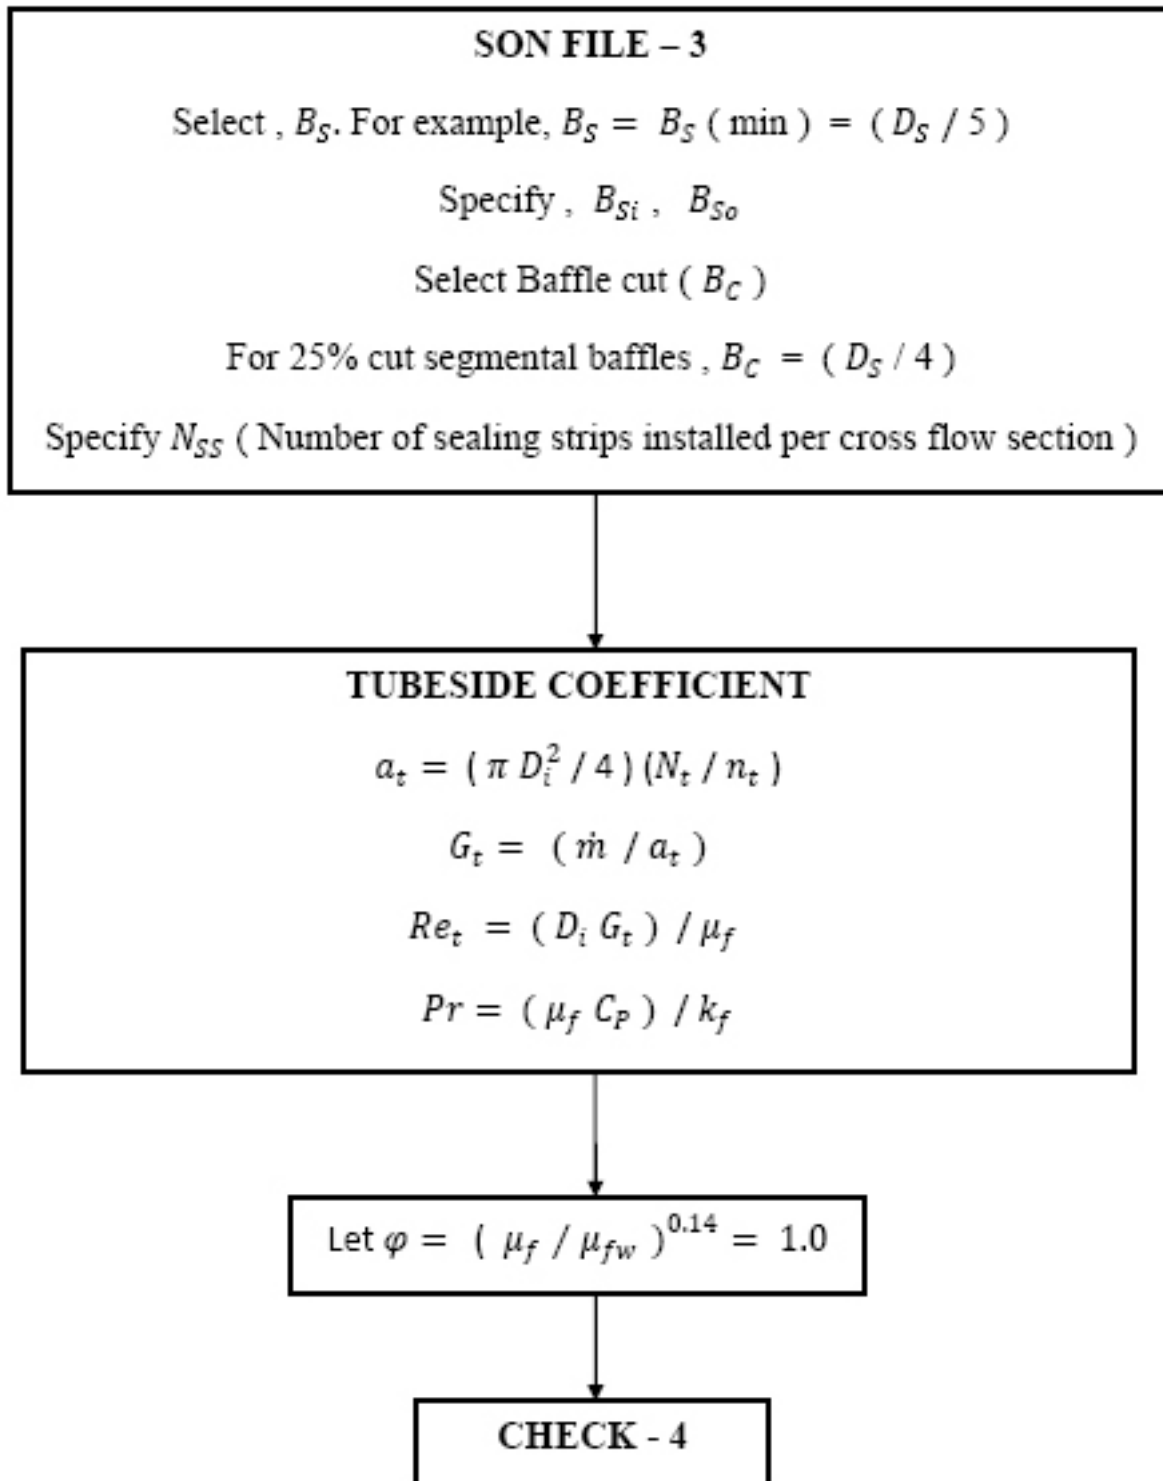 SON FILE – 3
Select , B_S. For example, B_S = B_S ( min ) = ( D_S / 5 )
Specify , B_Si , B_So
Select Baffle cut ( B_C )
For 25% cut segmental baffles , B_C = ( D_S / 4 )
Specify N_SS ( Number of sealing strips installed per cross flow section )
TUBESIDE COEFFICIENT
a_t = ( π D_i^2 / 4 ) (N_t / n_t )
G_t = ( ṁ / a_t )
Re_t = ( D_i G_t ) / μ_f
Pr = ( μ_f C_P ) / k_f
Let φ = ( μ_f / μ_fw )^0.14 = 1.0
CHECK - 4